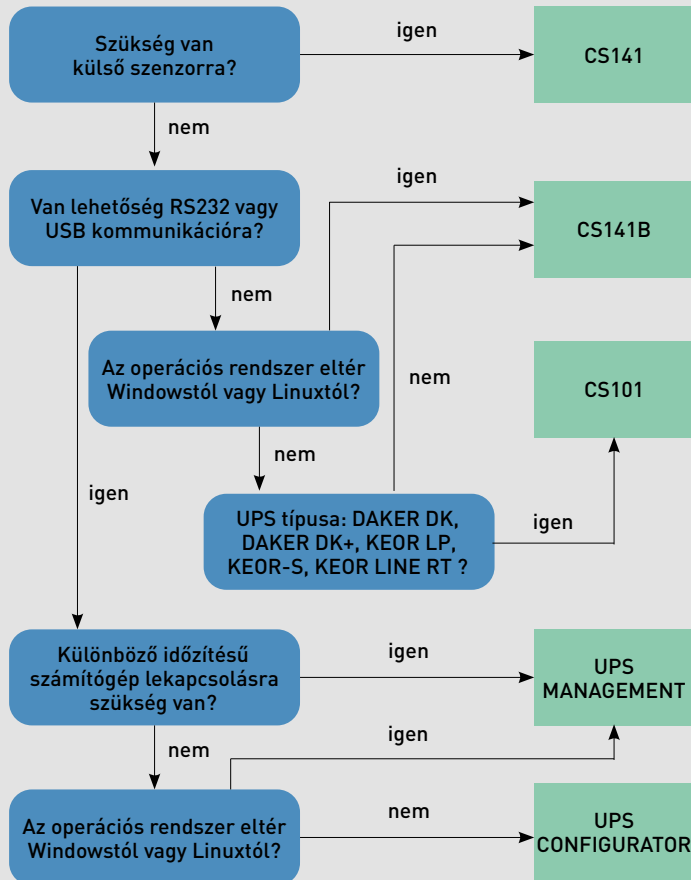 Szükség van
külső szenzorra?
igen
CS141
nem
Van lehetőség RS232 vagy
USB kommunikációra?
igen
CS141B
nem
Az operációs rendszer eltér
Windowstól vagy Linuxtól?
nem
CS101
nem
igen
UPS típusa: DAKER DK,
DAKER DK+, KEOR LP,
KEOR-S, KEOR LINE RT ?
igen
Különböző időzítésű
számítógép lekapcsolásra
szükség van?
igen
UPS
MANAGEMENT
nem
igen
Az operációs rendszer eltér
Windowstól vagy Linuxtól?
nem
UPS
CONFIGURATOR